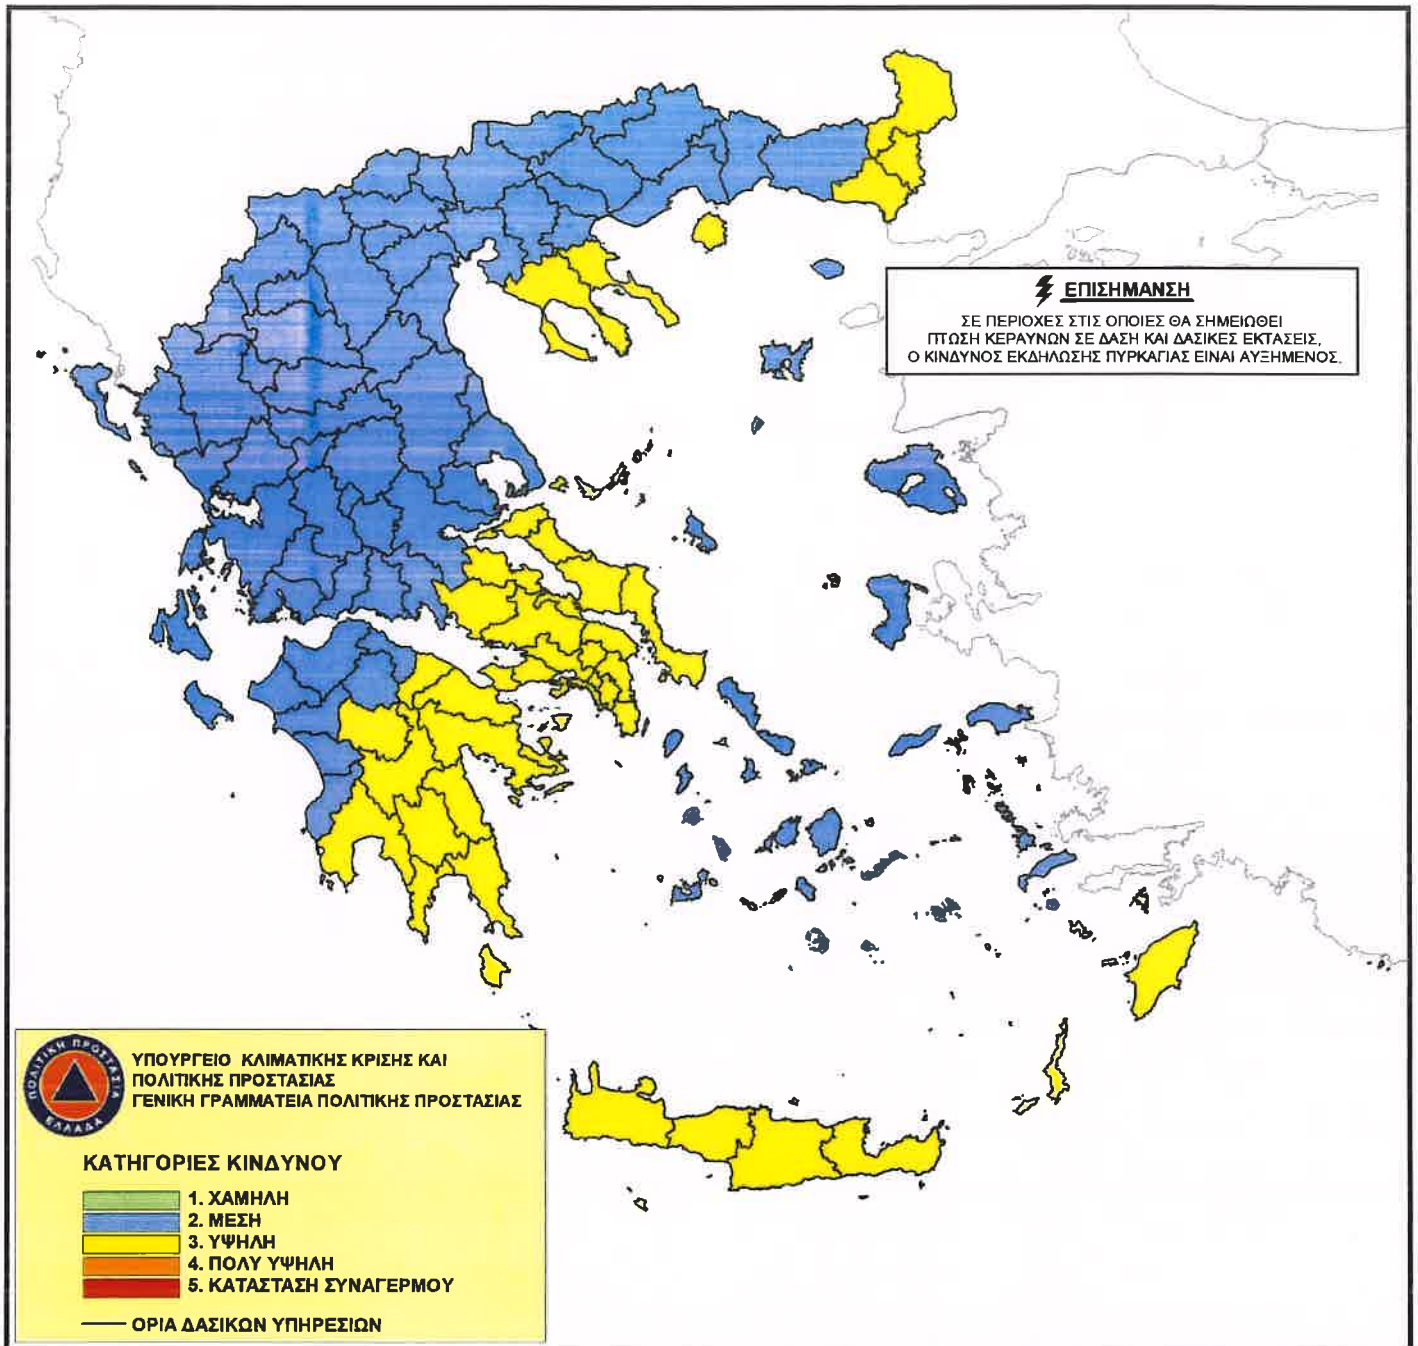 ΕΠΙΣΗΜΑΝΣΗ
ΣΕ ΠΕΡΙΟΧΕΣ ΣΤΙΣ ΟΠΟΙΕΣ ΘΑ ΣΗΜΕΙΩΘΕΙ
ΠΤΩΣΗ ΚΕΡΑΥΝΩΝ ΣΕ ΔΑΣΗ ΚΑΙ ΔΑΣΙΚΕΣ ΕΚΤΑΣΕΙΣ,
Ο ΚΙΝΔΥΝΟΣ ΕΚΔΗΛΩΣΗΣ ΠΥΡΚΑΓΙΑΣ ΕΙΝΑΙ ΑΥΞΗΜΕΝΟΣ.
ΠΟΛΙΤΙΚΗ ΠΡΟΣΤΑΣΙΑ
ΕΛΛΑΔΑ
ΥΠΟΥΡΓΕΙΟ ΚΛΙΜΑΤΙΚΗΣ ΚΡΙΣΗΣ ΚΑΙ
ΠΟΛΙΤΙΚΗΣ ΠΡΟΣΤΑΣΙΑΣ
ΓΕΝΙΚΗ ΓΡΑΜΜΑΤΕΙΑ ΠΟΛΙΤΙΚΗΣ ΠΡΟΣΤΑΣΙΑΣ
ΚΑΤΗΓΟΡΙΕΣ ΚΙΝΔΥΝΟΥ
1. ΧΑΜΗΛΗ
2. ΜΕΣΗ
3. ΥΨΗΛΗ
4. ΠΟΛΥ ΥΨΗΛΗ
5. ΚΑΤΑΣΤΑΣΗ ΣΥΝΑΓΕΡΜΟΥ
ΟΡΙΑ ΔΑΣΙΚΩΝ ΥΠΗΡΕΣΙΩΝ